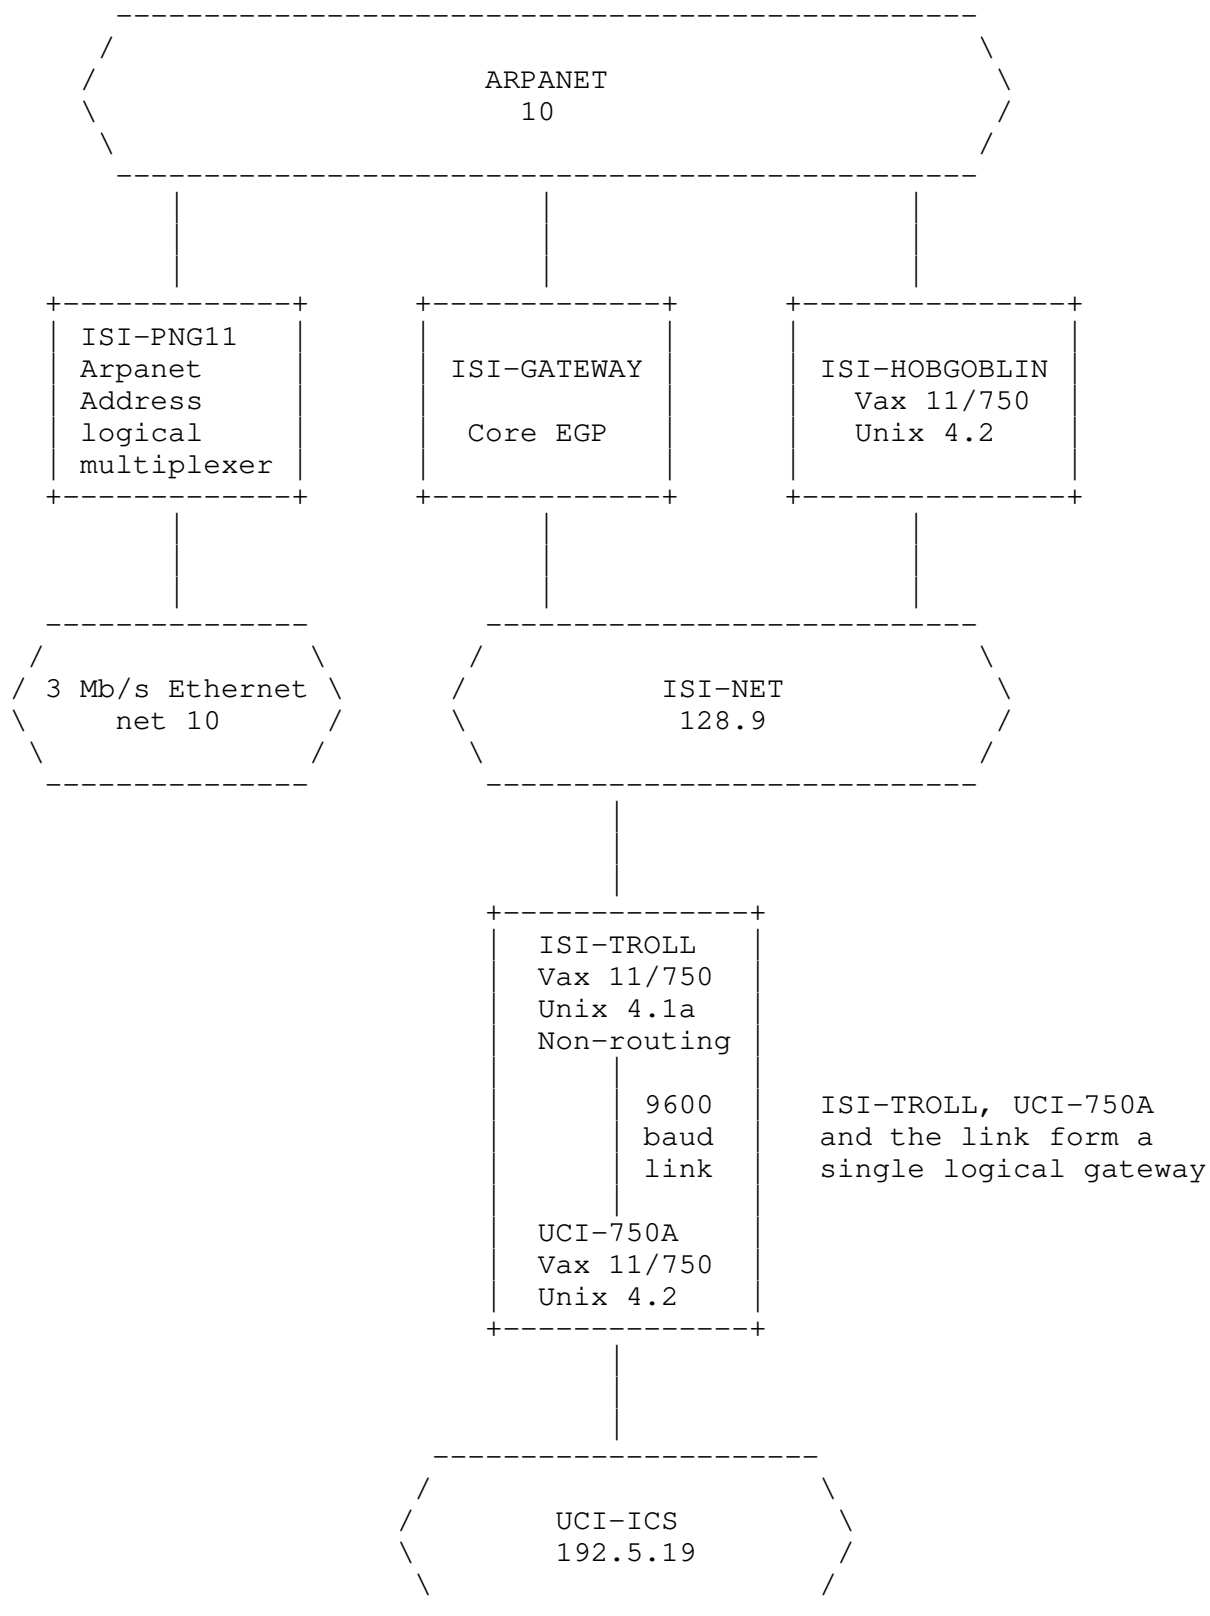 ARPANET
10
ISI-PNG11
Arpanet
Address
logical
multiplexer
ISI-GATEWAY
Core EGP
ISI-HOBGOBLIN
Vax 11/750
Unix 4.2
3 Mb/s Ethernet
net 10
ISI-NET
128.9
ISI-TROLL
Vax 11/750
Unix 4.1a
Non-routing
9600
baud
link
ISI-TROLL, UCI-750A
and the link form a
single logical gateway
UCI-750A
Vax 11/750
Unix 4.2
UCI-ICS
192.5.19